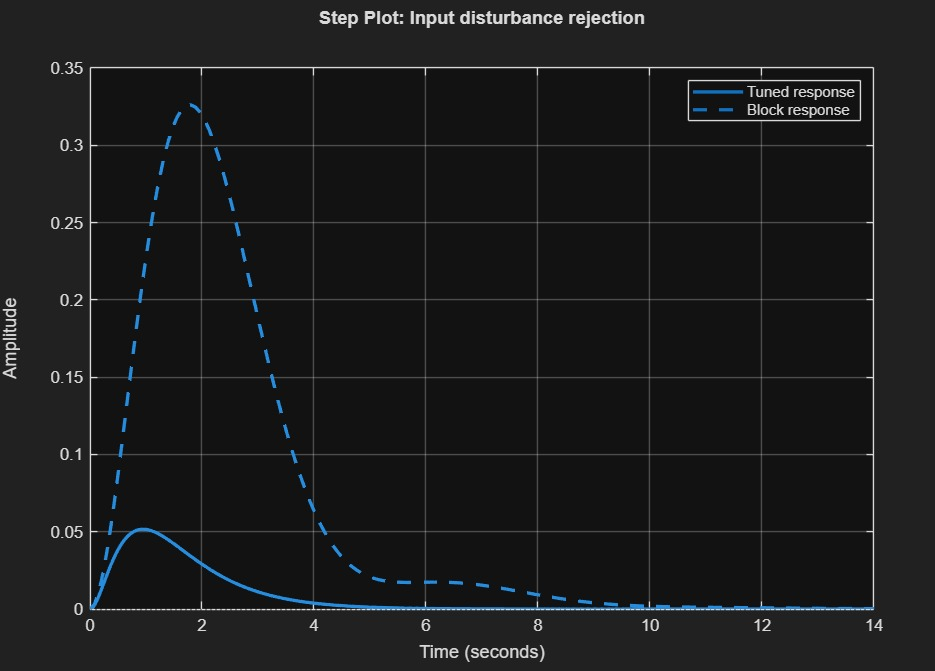 Step Plot: Input disturbance rejection
Tuned response
Block response
0.35
0.3
0.25
0.2
0.15
0.1
0.05
0
Amplitude
0 2 4 6 8 10 12 14
Time (seconds)